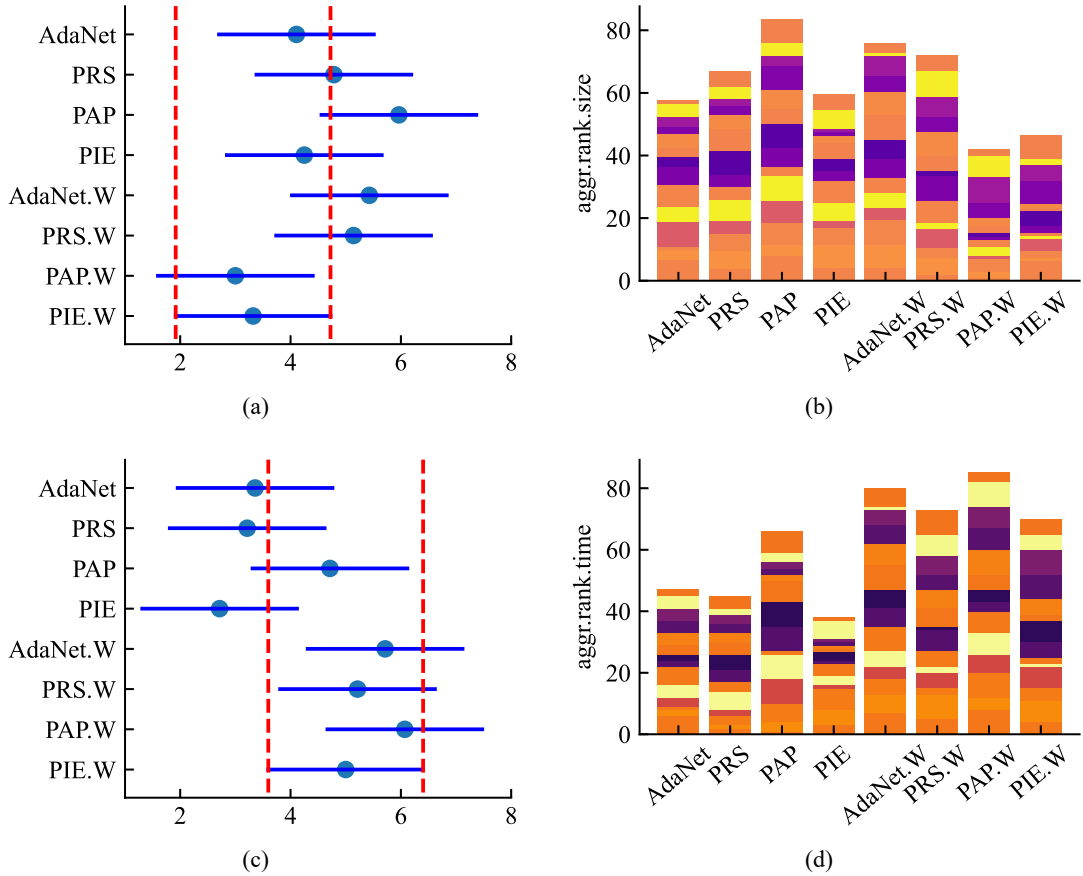 AdaNet
PRS
PAP
PIE
AdaNet.W
PRS.W
PAP.W
PIE.W
2 4 6 8
(a)
aggr.rank.size
80
60
40
20
0
AdaNet PRS PAP PIE AdaNet.W PRS.W PAP.W PIE.W
(b)
AdaNet
PRS
PAP
PIE
AdaNet.W
PRS.W
PAP.W
PIE.W
2 4 6 8
(c)
aggr.rank.time
80
60
40
20
0
AdaNet PRS PAP PIE AdaNet.W PRS.W PAP.W PIE.W
(d)